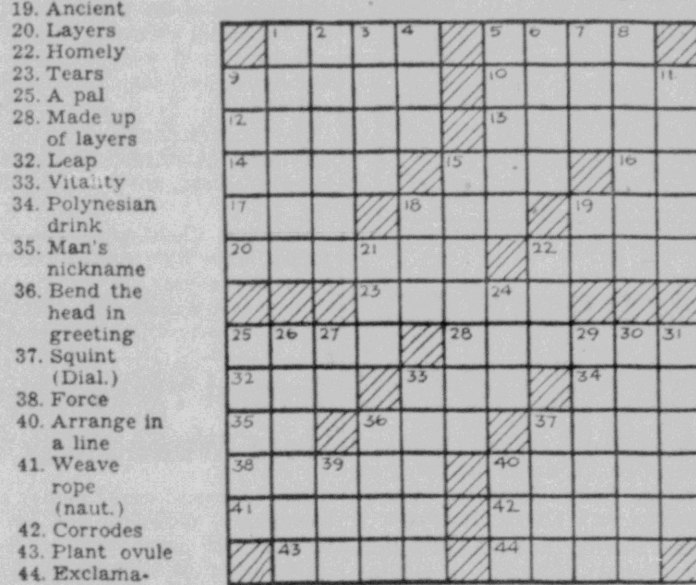 19. Ancient
20. Layers
22. Homely
23. Tears
25. A pal
28. Made up
of layers
32. Leap
33. Vitality
34. Polynesian
drink
35. Man's
nickname
36. Bend the
head in
greeting
37. Squint
(Dial.)
38. Force
40. Arrange in
a line
41. Weave
rope
(naut.)
42. Corrodes
43. Plant ovule
44. Exclama-
1 2 3 4 5 6 7 8
9 10 11
12 13
14 15 16
17 18 19
20 21 22
23 24
25 26 27 28 29 30 31
32 33 34
35 36 37
38 39 40
41 42
43 44